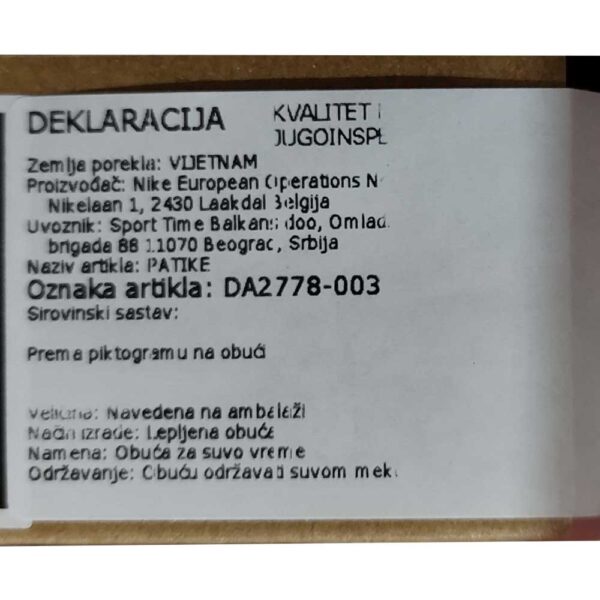 DEKLARACIJA
KVALITET
JUGOINSP
Zemlja porekla: VIJETNAM
Proizvođač: Nike European Operations N
Nikelaan 1, 2430 Laakdal Belgija
Uvoznik: Sport Time Balkans doo, Omlad
brigada 88 11070 Beograd, Srbija
Naziv artikla: PATIKE
Oznaka artikla: DA2778-003
Sirovinski sastav:
Prema piktogramu na obući
Veličina: Navedena na ambalaži
Način izrade: Lepljena obuća
Namena: Obuća za suvo vreme
Održavanje: Obuću održavati suvom mek